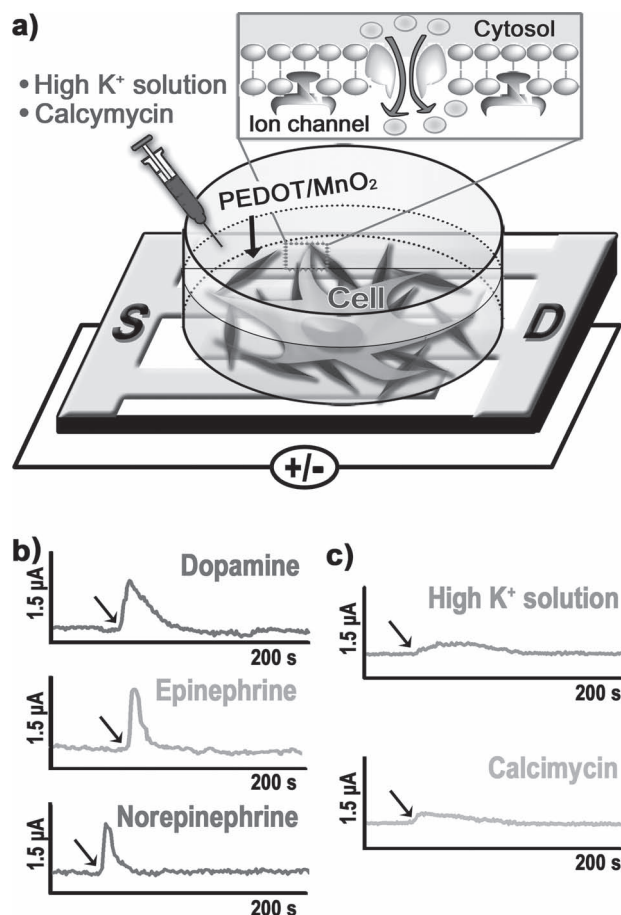 a)
• High K⁺ solution
• Calcymycin
Cytosol
Ion channel
PEDOT/MnO₂
Cell
S
D
+/-
b)
Dopamine
1.5 µA
200 s
Epinephrine
1.5 µA
200 s
Norepinephrine
1.5 µA
200 s
c)
High K⁺ solution
1.5 µA
200 s
Calcimycin
1.5 µA
200 s